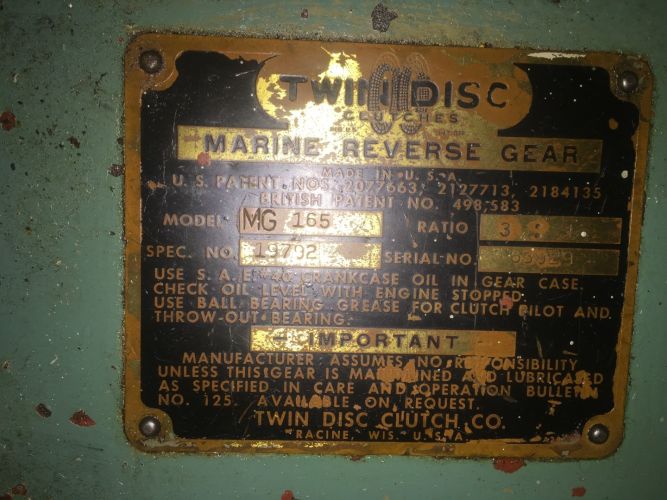 TWIN DISC
CLUTCHES
MARINE REVERSE GEAR
MADE IN U.S.A.
U.S. PATENT NOS. 2077663, 2127713, 2184135
BRITISH PATENT NO. 498,583
MODEL MG 165 RATIO 3
SPEC. NO. 19792 SERIAL NO.
USE S.A.E. 40 CRANKCASE OIL IN GEAR CASE.
CHECK OIL LEVEL WITH ENGINE STOPPED.
USE BALL BEARING GREASE FOR CLUTCH PILOT AND
THROW-OUT BEARING.
IMPORTANT
MANUFACTURER ASSUMES NO RESPONSIBILITY
UNLESS THIS GEAR IS MAINTAINED AND LUBRICATED
AS SPECIFIED IN CARE AND OPERATION BULLETIN
NO. 125. AVAILABLE ON REQUEST.
TWIN DISC CLUTCH CO.
RACINE, WIS. U.S.A.